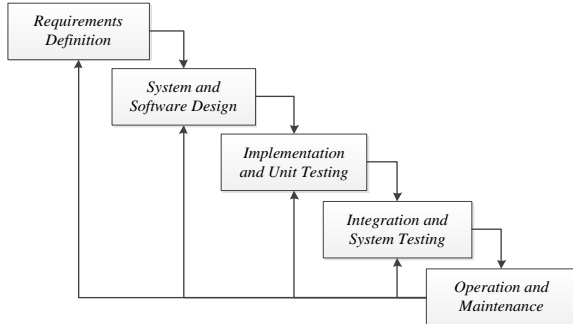 Requirements
Definition
System and
Software Design
Implementation
and Unit Testing
Integration and
System Testing
Operation and
Maintenance